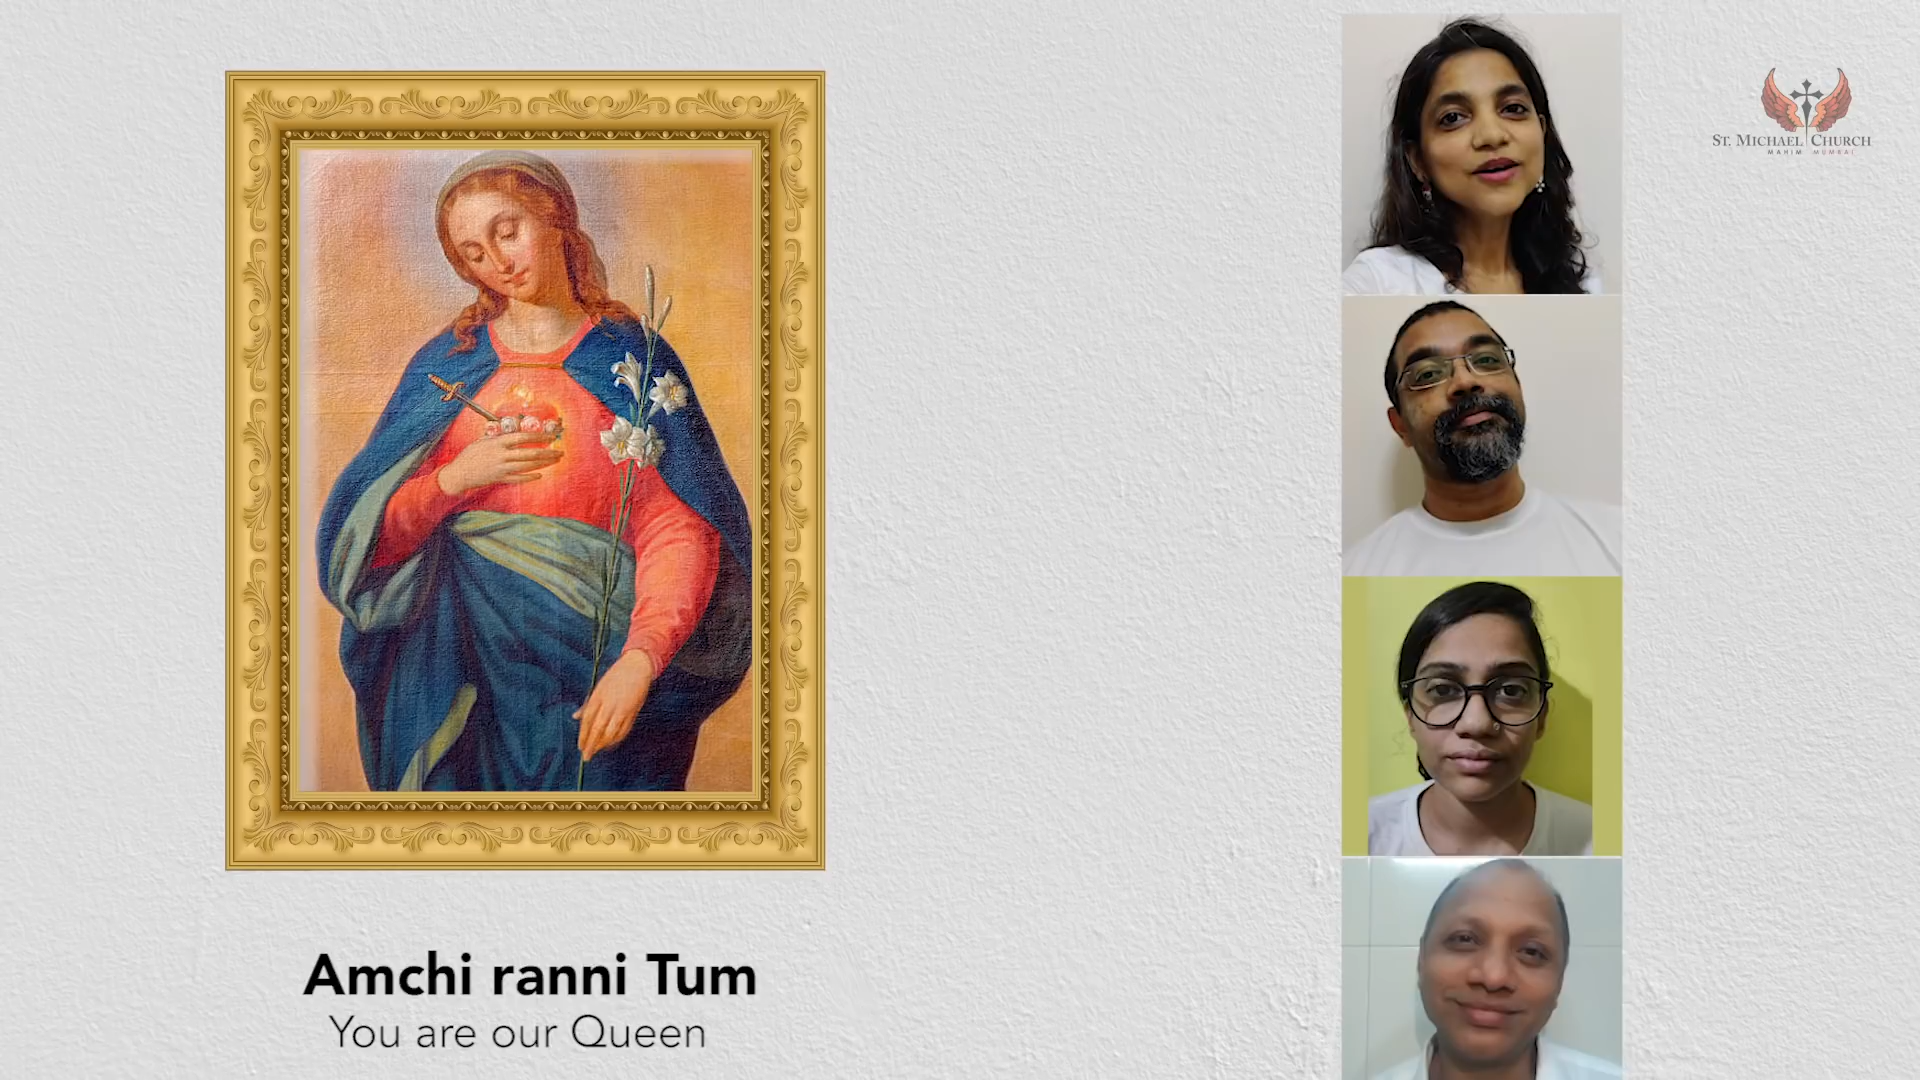 St. Michael Church
MAHIM MUMBAI
Amchi ranni Tum
You are our Queen